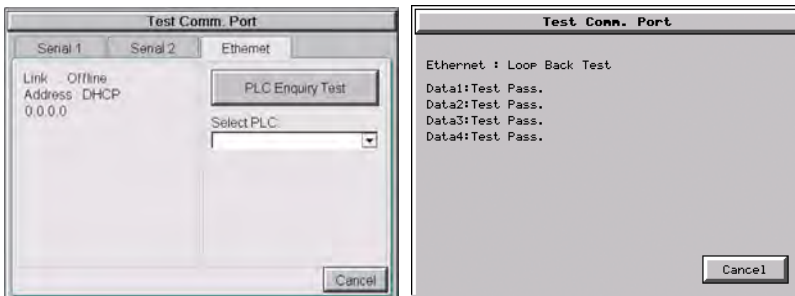 Test Comm. Port
Serial 1 Serial 2 Ethernet
Link Offline
Address DHCP
0.0.0.0
PLC Enquiry Test
Select PLC:
Cancel
Test Comm. Port
Ethernet : Loop Back Test
Data1:Test Pass.
Data2:Test Pass.
Data3:Test Pass.
Data4:Test Pass.
Cancel